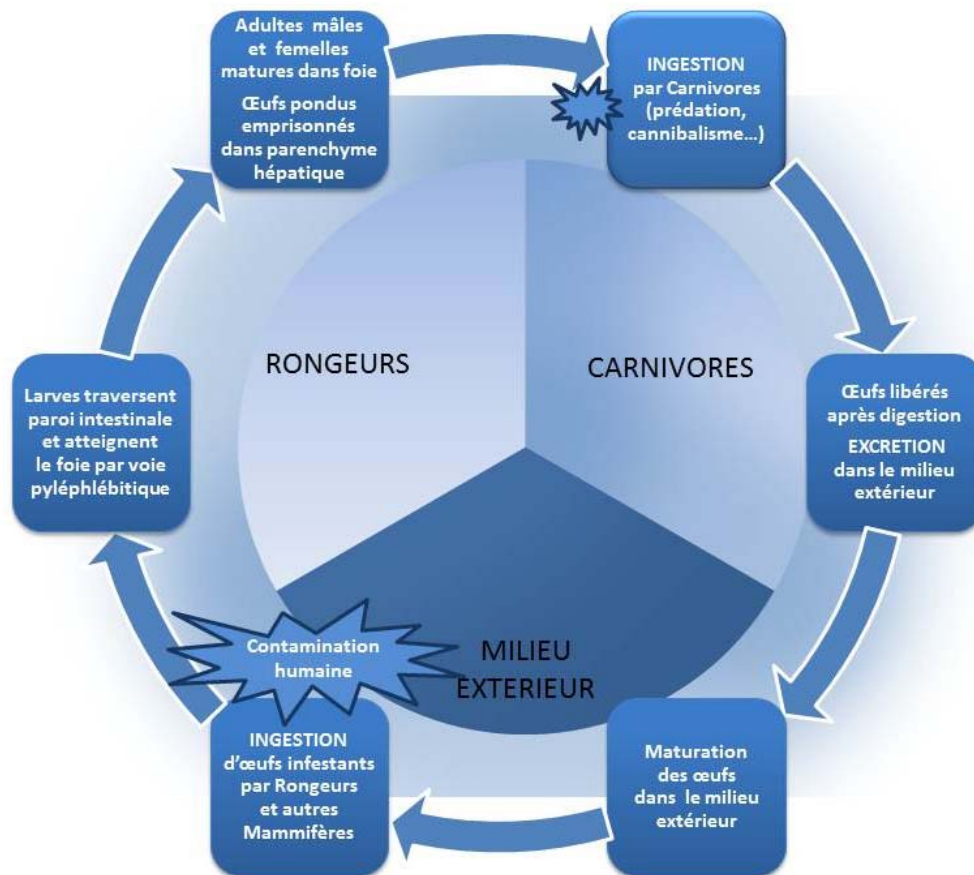 Adultes mâles
et femelles
matures dans foie
Œufs pondus
emprisonnés
dans parenchyme
hépatique
INGESTION
par Carnivores
(prédation,
cannibalisme…)
RONGEURS
CARNIVORES
Larves traversent
paroi intestinale
et atteignent
le foie par voie
pyléphlébitique
Œufs libérés
après digestion
EXCRETION
dans le milieu
extérieur
Contamination
humaine
MILIEU
EXTERIEUR
INGESTION
d’œufs infestants
par Rongeurs
et autres
Mammifères
Maturation
des œufs
dans le milieu
extérieur